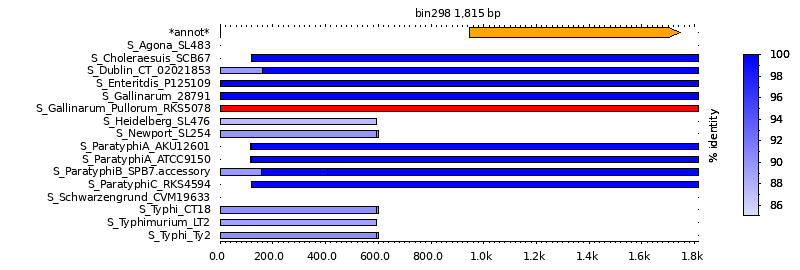 bin298 1,815 bp
*annot*
S_Agona_SL483
S_Choleraesuis_SCB67
S_Dublin_CT_02021853
S_Enteritdis_P125109
S_Gallinarum_28791
S_Gallinarum_Pullorum_RKS5078
S_Heidelberg_SL476
S_Newport_SL254
S_ParatyphiA_AKU12601
S_ParatyphiA_ATCC9150
S_ParatyphiB_SPB7.accessory
S_ParatyphiC_RKS4594
S_Schwarzengrund_CVM19633
S_Typhi_CT18
S_Typhimurium_LT2
S_Typhi_Ty2
0.0 200.0 400.0 600.0 800.0 1.0k 1.2k 1.4k 1.6k 1.8k
% identity
100
98
96
94
92
90
88
86